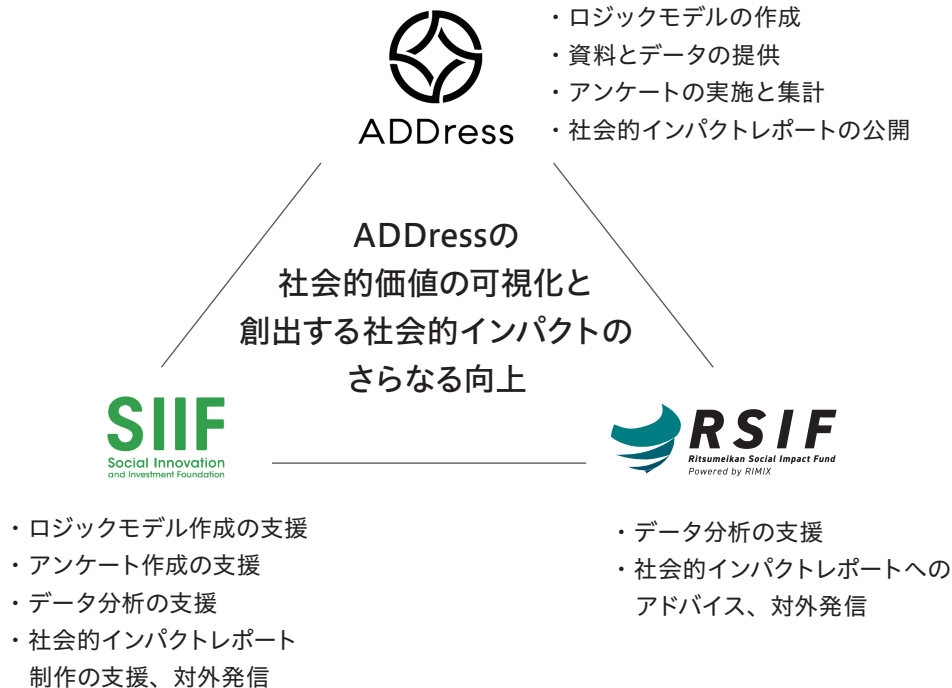 ADDress
・ロジックモデルの作成
・資料とデータの提供
・アンケートの実施と集計
・社会的インパクトレポートの公開
ADDressの
社会的価値の可視化と
創出する社会的インパクトの
さらなる向上
SIIF
Social Innovation
and Investment Foundation
・ロジックモデル作成の支援
・アンケート作成の支援
・データ分析の支援
・社会的インパクトレポート
制作の支援、対外発信
RSIF
Ritsumeikan Social Impact Fund
Powered by RIMIX
・データ分析の支援
・社会的インパクトレポートへの
アドバイス、対外発信